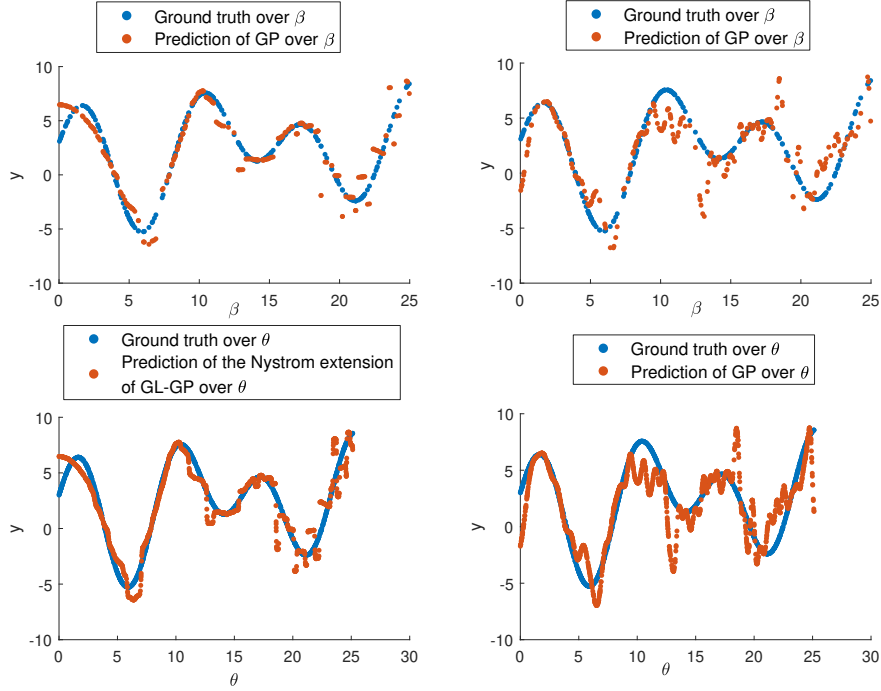 Ground truth over β
Prediction of GP over β
10
5
0
-5
-10
y
0 5 10 15 20 25
β
Ground truth over β
Prediction of GP over β
10
5
0
-5
-10
y
0 5 10 15 20 25
β
Ground truth over θ
Prediction of the Nystrom extension
of GL-GP over θ
10
5
0
-5
-10
y
0 5 10 15 20 25 30
θ
Ground truth over θ
Prediction of GP over θ
10
5
0
-5
-10
y
0 5 10 15 20 25 30
θ